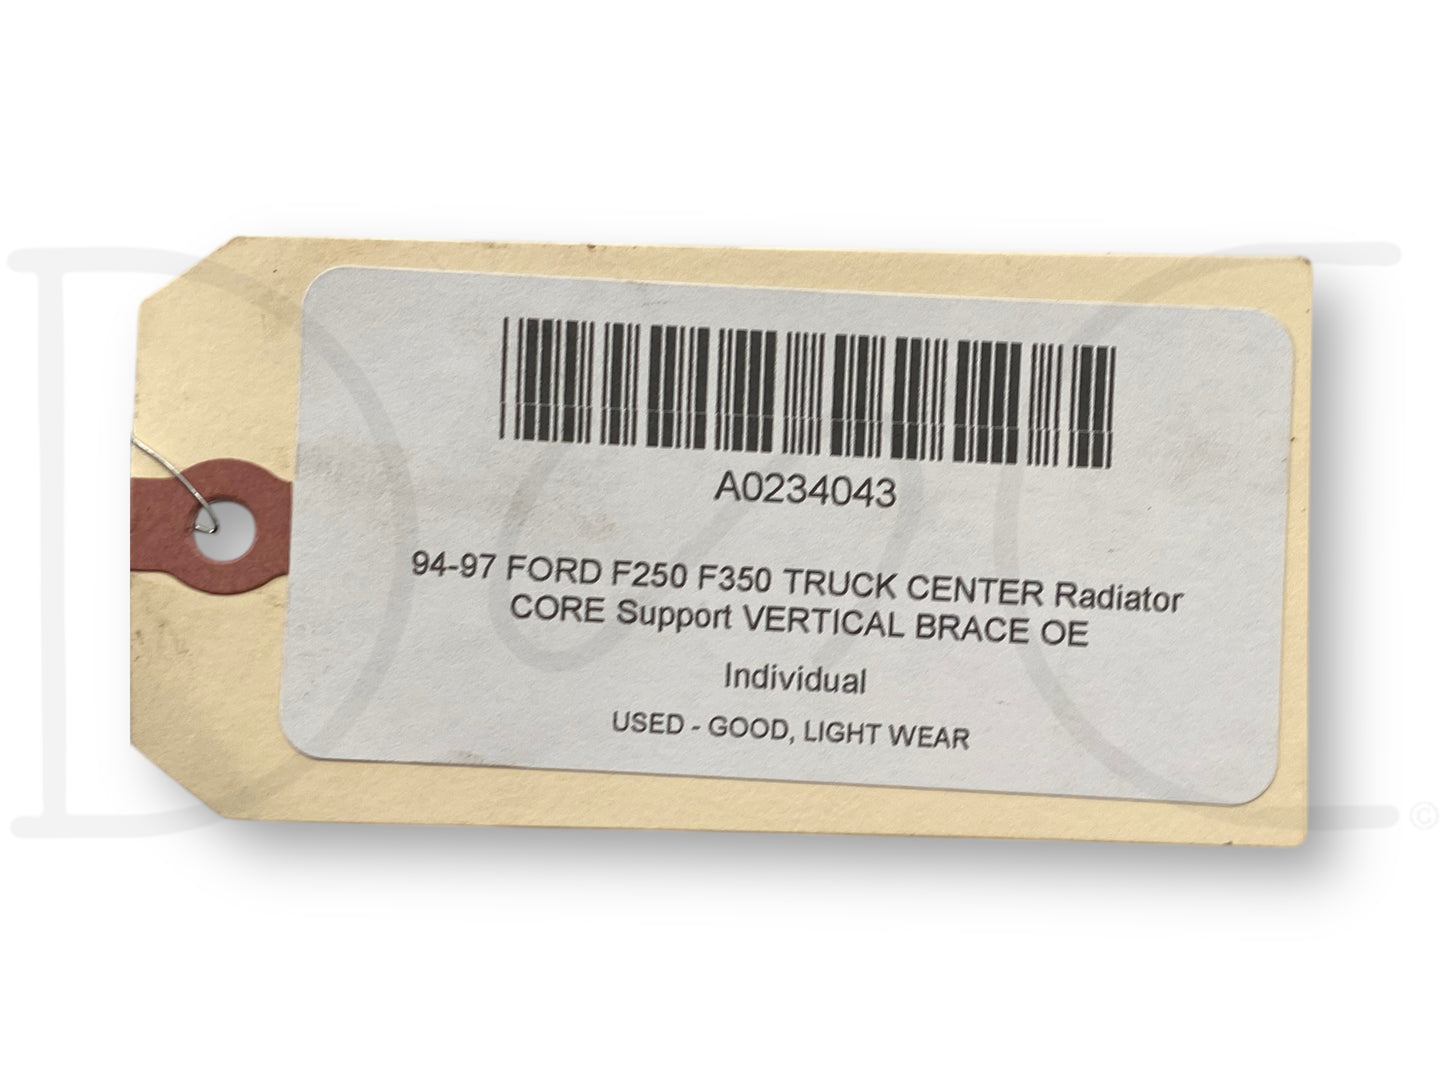 A0234043
94-97 FORD F250 F350 TRUCK CENTER Radiator
CORE Support VERTICAL BRACE OE
Individual
USED - GOOD, LIGHT WEAR
©